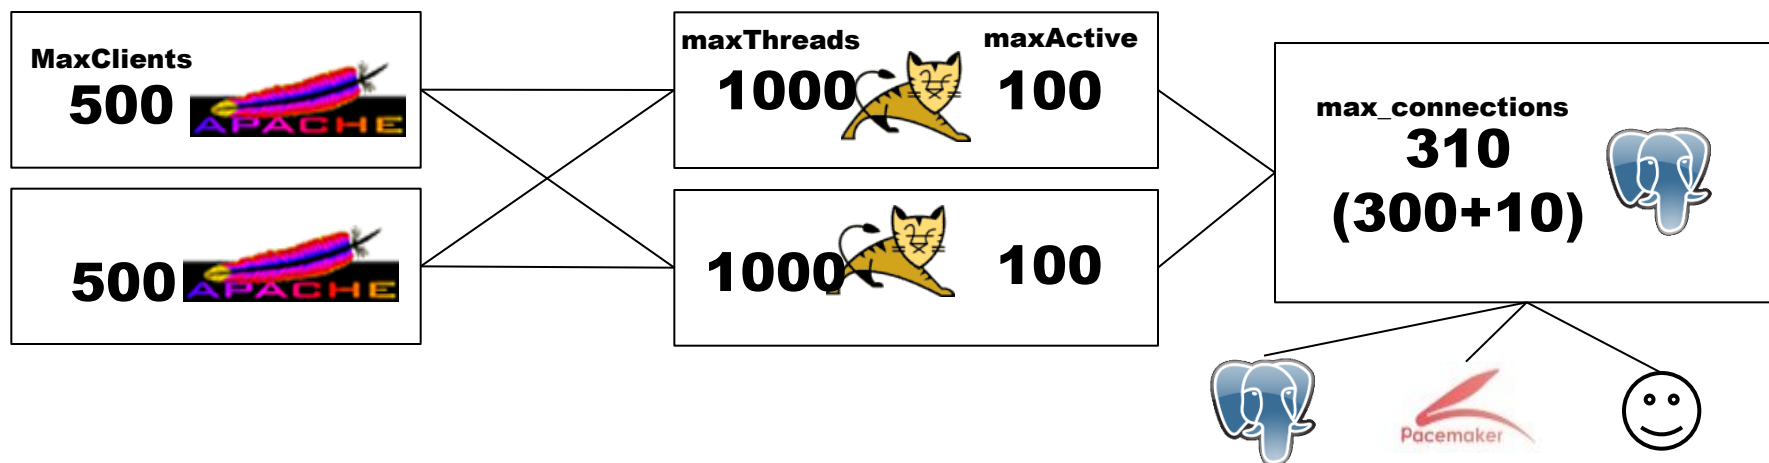 MaxClients
500
APACHE
500
APACHE
maxThreads
1000
maxActive
100
1000
100
max_connections
310
(300+10)
Pacemaker